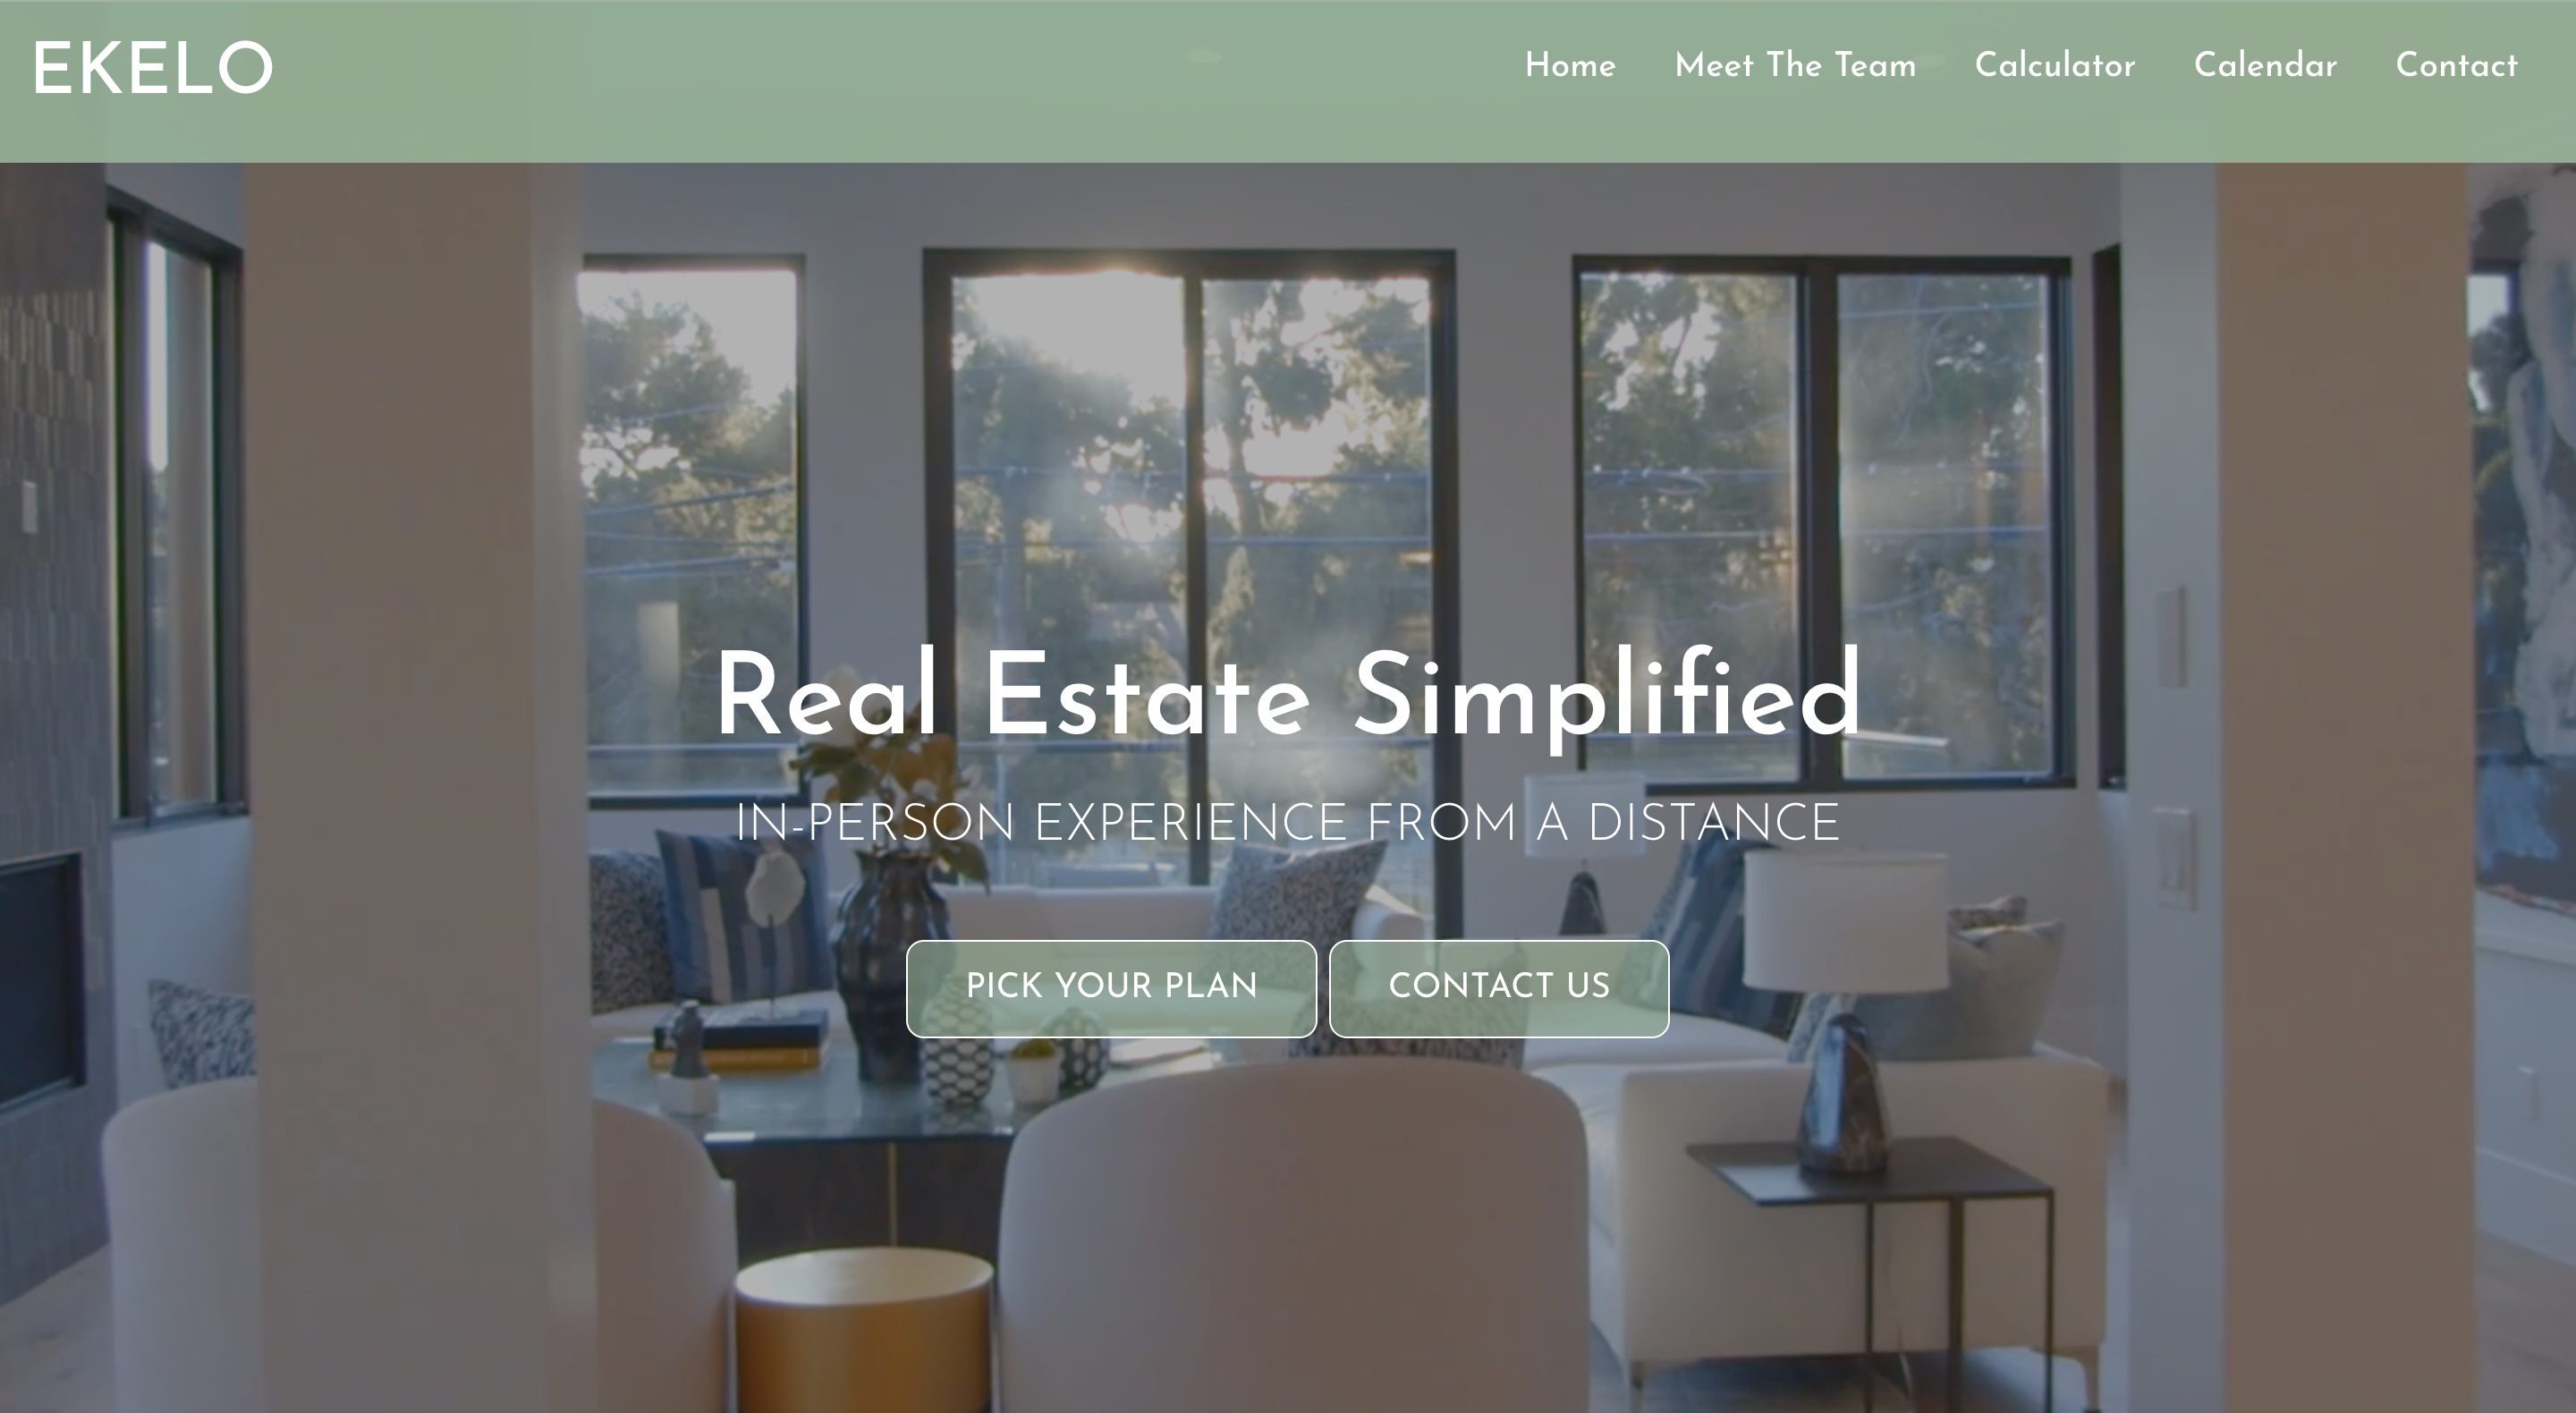 EKELO
Home Meet The Team Calculator Calendar Contact
Real Estate Simplified
IN-PERSON EXPERIENCE FROM A DISTANCE
PICK YOUR PLAN CONTACT US